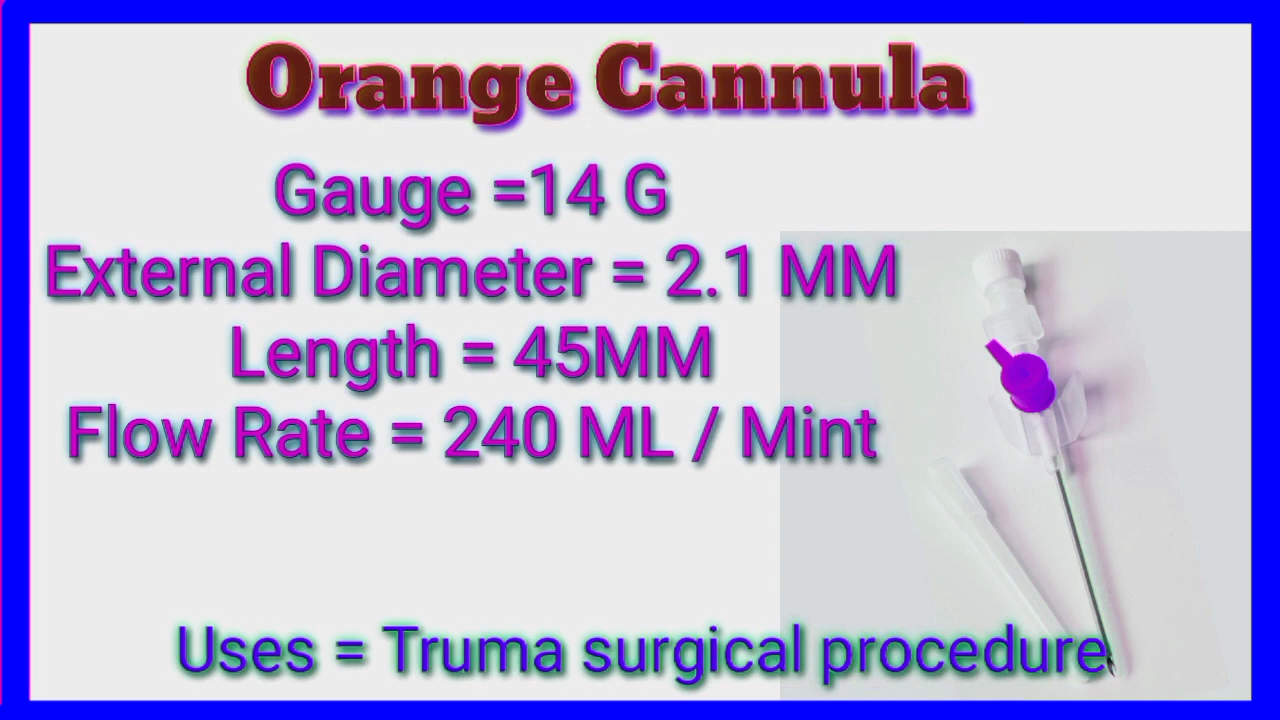 Orange Cannula
Gauge =14 G
External Diameter = 2.1 MM
Length = 45MM
Flow Rate = 240 ML / Mint
Uses = Truma surgical procedure